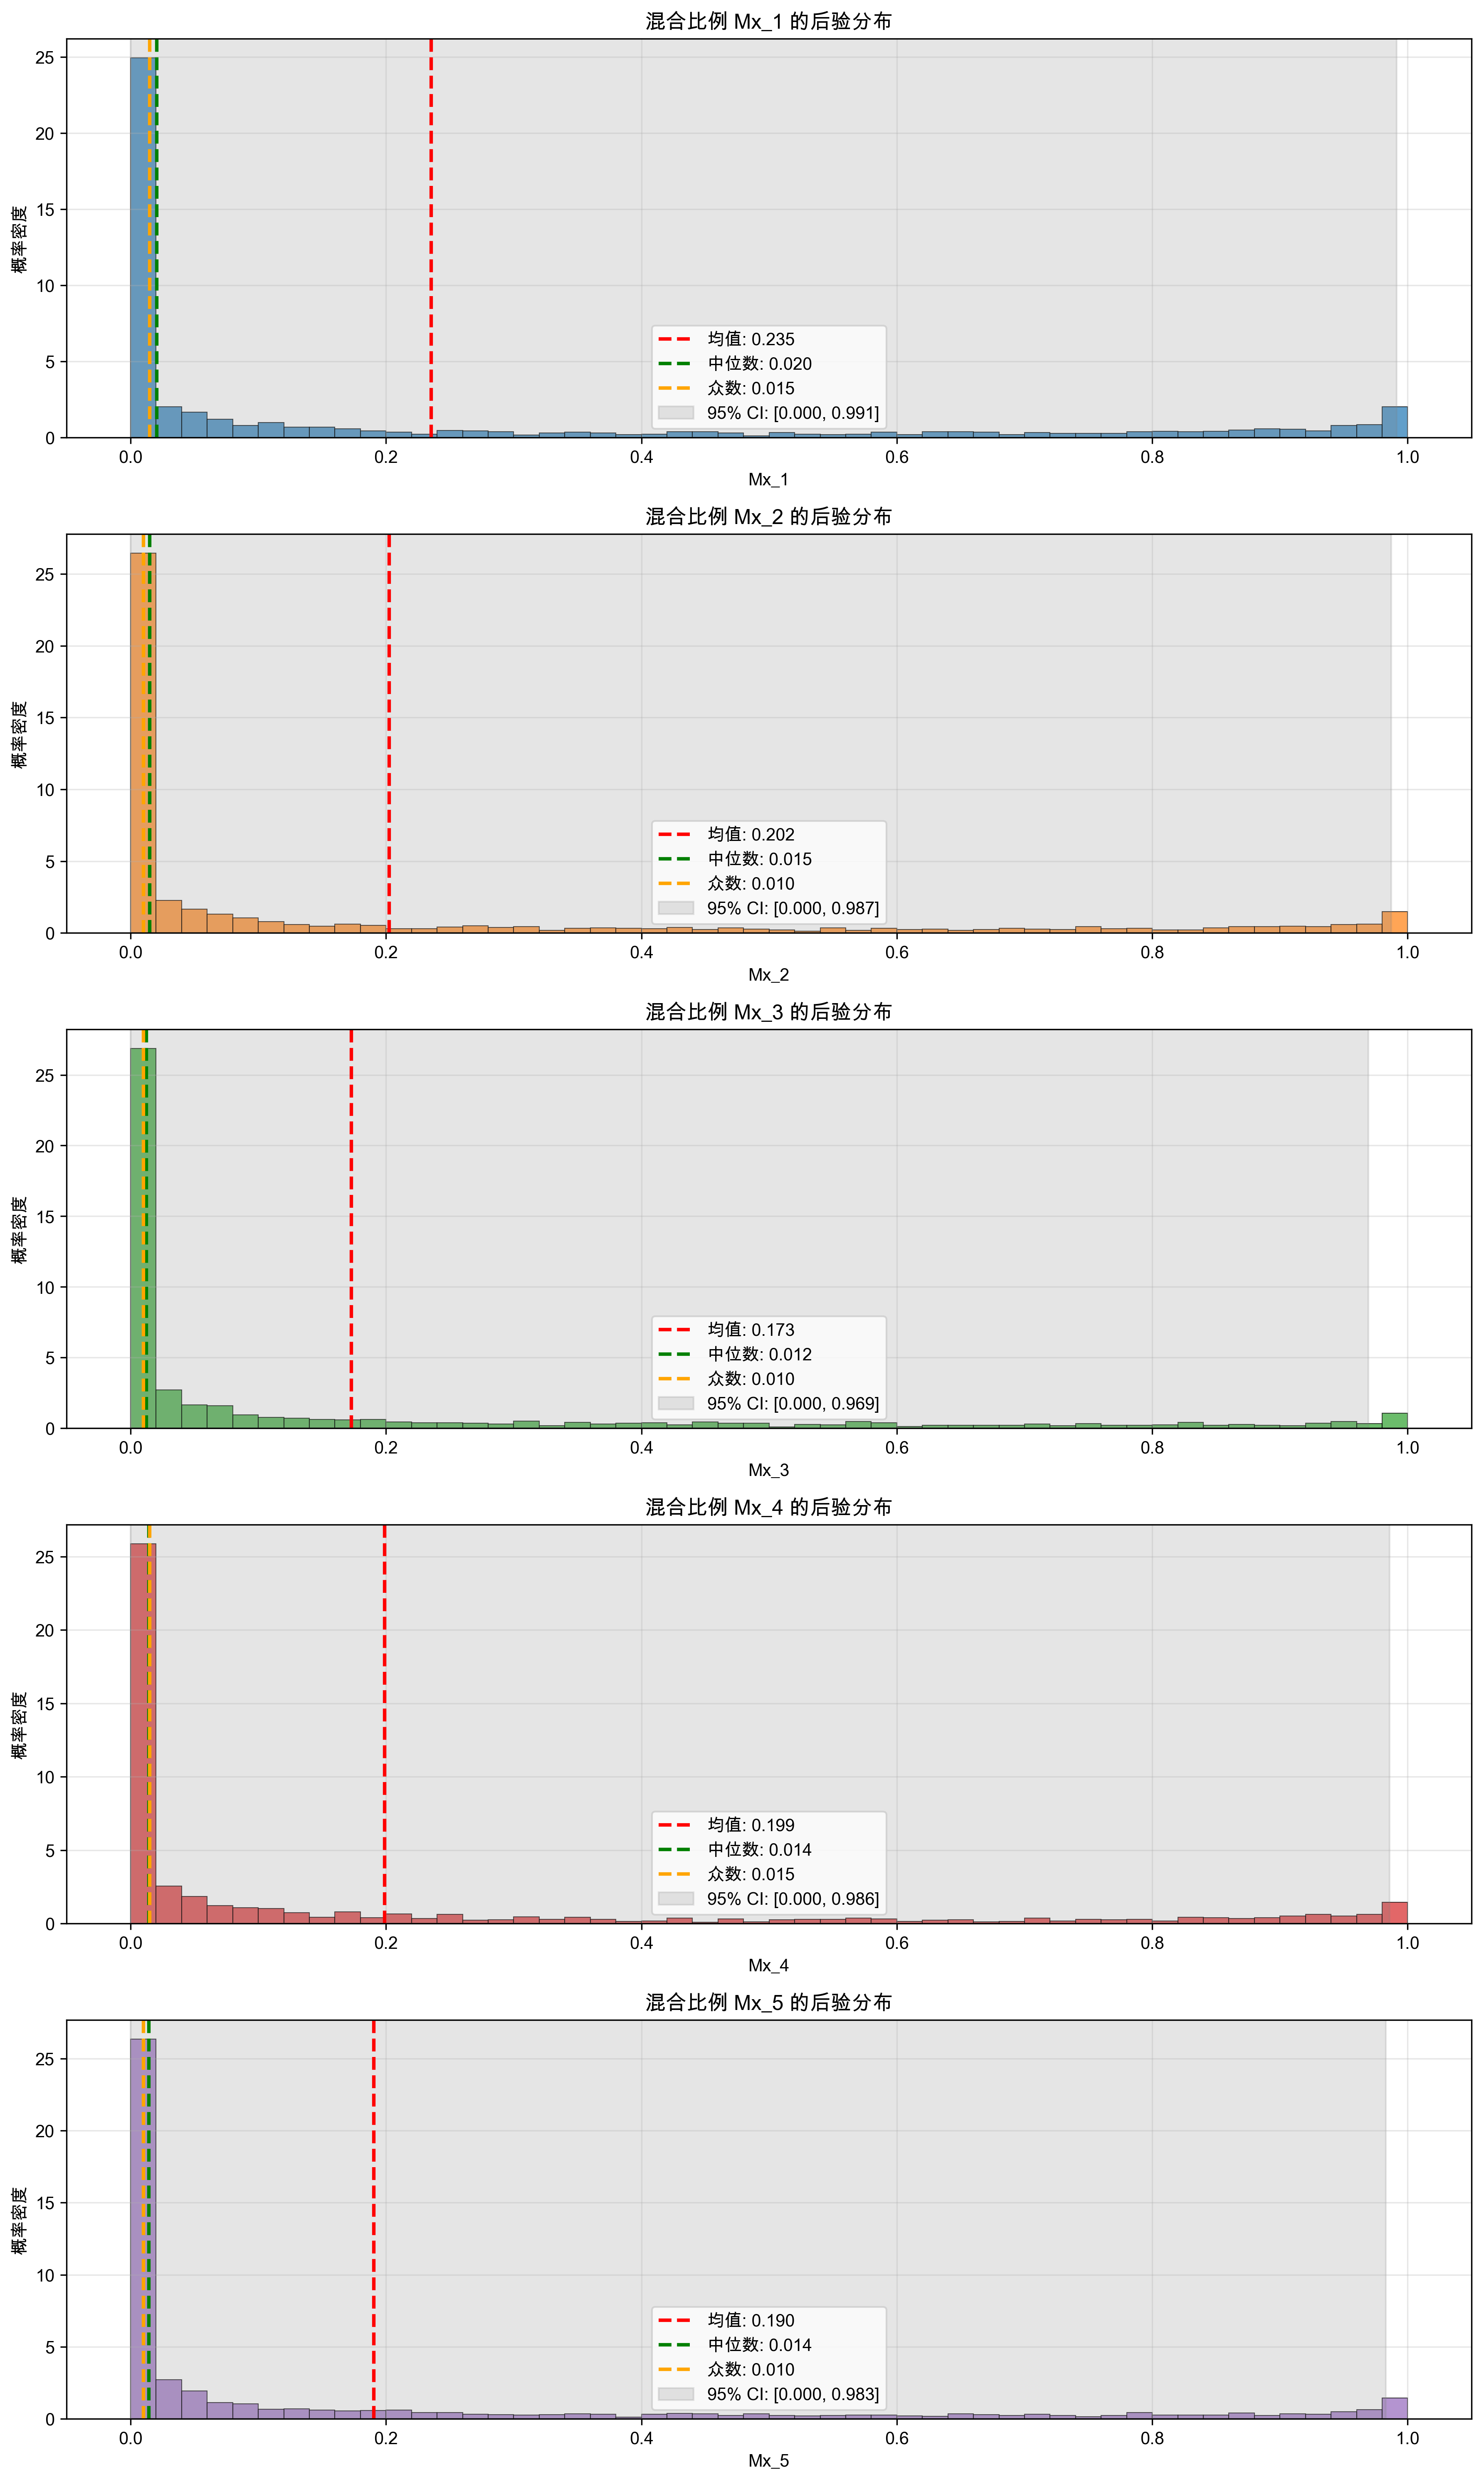 混合比例 Mx_1 的后验分布
概率密度
25
20
15
10
5
0
均值: 0.235
中位数: 0.020
众数: 0.015
95% CI: [0.000, 0.991]
0.0 0.2 0.4 0.6 0.8 1.0
Mx_1
混合比例 Mx_2 的后验分布
概率密度
25
20
15
10
5
0
均值: 0.202
中位数: 0.015
众数: 0.010
95% CI: [0.000, 0.987]
0.0 0.2 0.4 0.6 0.8 1.0
Mx_2
混合比例 Mx_3 的后验分布
概率密度
25
20
15
10
5
0
均值: 0.173
中位数: 0.012
众数: 0.010
95% CI: [0.000, 0.969]
0.0 0.2 0.4 0.6 0.8 1.0
Mx_3
混合比例 Mx_4 的后验分布
概率密度
25
20
15
10
5
0
均值: 0.199
中位数: 0.014
众数: 0.015
95% CI: [0.000, 0.986]
0.0 0.2 0.4 0.6 0.8 1.0
Mx_4
混合比例 Mx_5 的后验分布
概率密度
25
20
15
10
5
0
均值: 0.190
中位数: 0.014
众数: 0.010
95% CI: [0.000, 0.983]
0.0 0.2 0.4 0.6 0.8 1.0
Mx_5